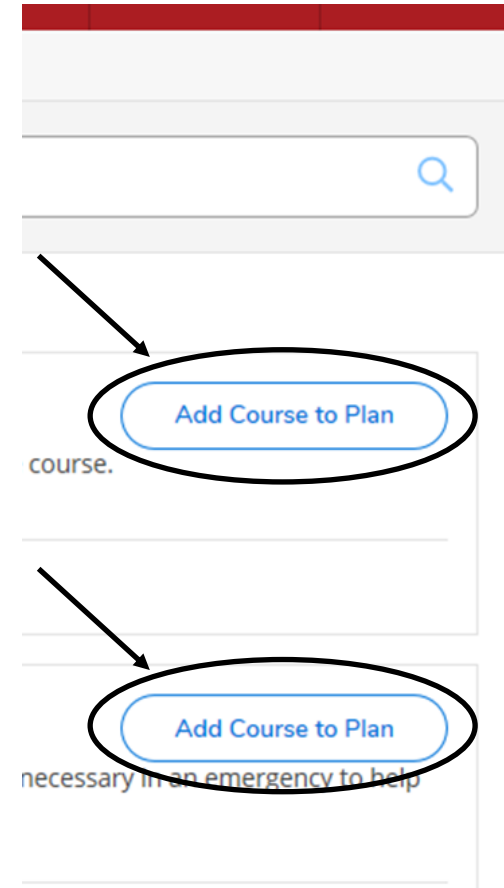 Add Course to Plan
course.
Add Course to Plan
necessary in an emergency to help